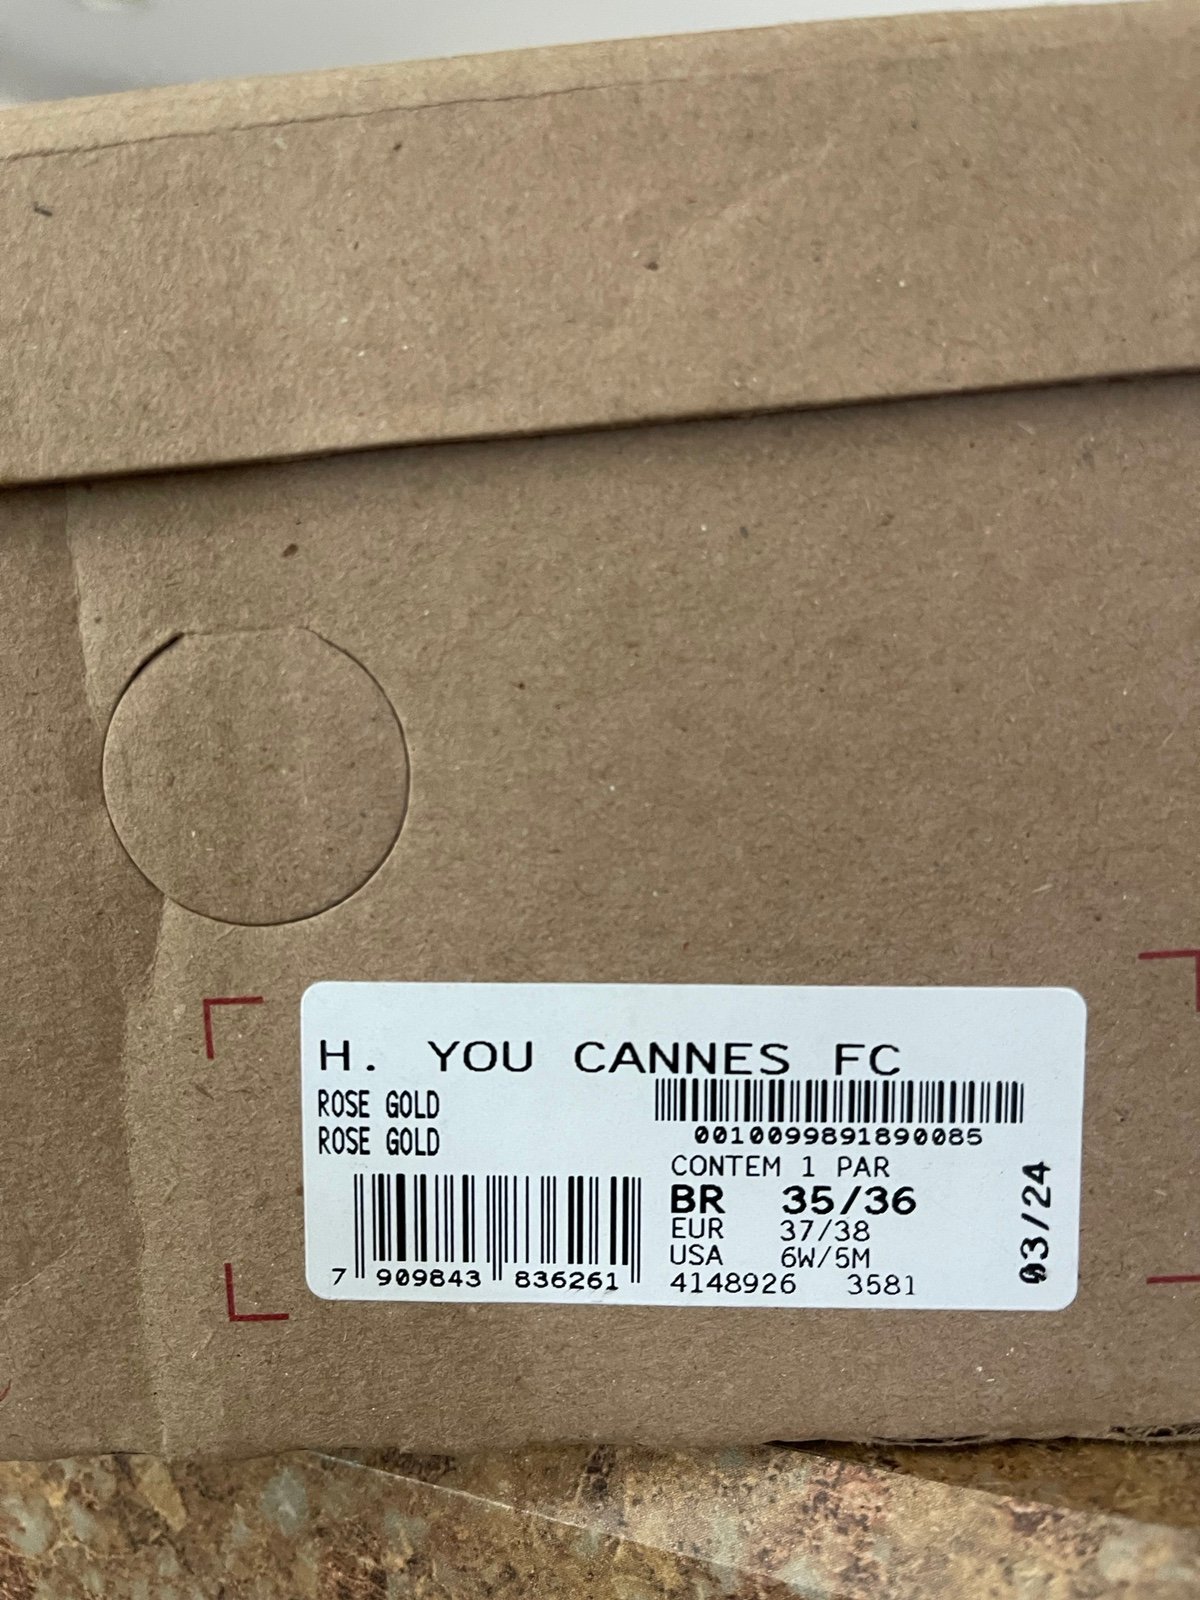 H. YOU CANNES FC
ROSE GOLD
ROSE GOLD
0010099891890085
CONTEM 1 PAR
BR 35/36
EUR 37/38
USA 6W/5M
4148926 3581
7 909843 836261
03/24